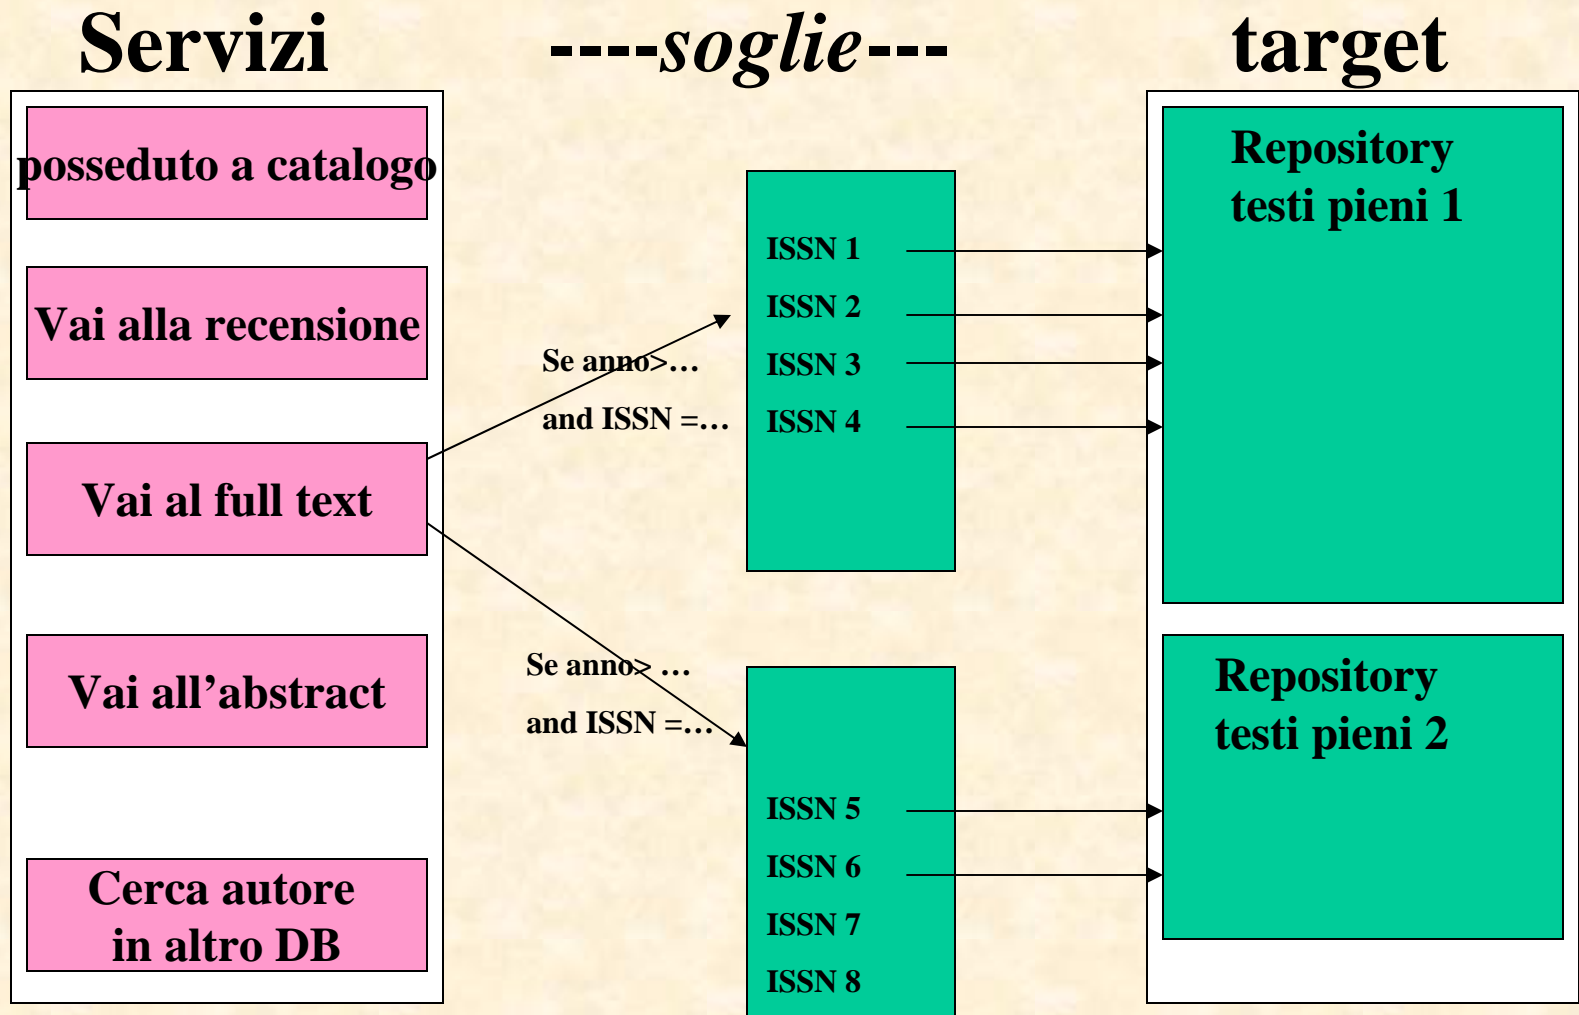 Servizi
----soglie---
target
posseduto a catalogo
Vai alla recensione
Vai al full text
Vai all’abstract
Cerca autore
in altro DB
Se anno>…
and ISSN =…
Se anno> …
and ISSN =…
ISSN 1
ISSN 2
ISSN 3
ISSN 4
ISSN 5
ISSN 6
ISSN 7
ISSN 8
Repository
testi pieni 1
Repository
testi pieni 2